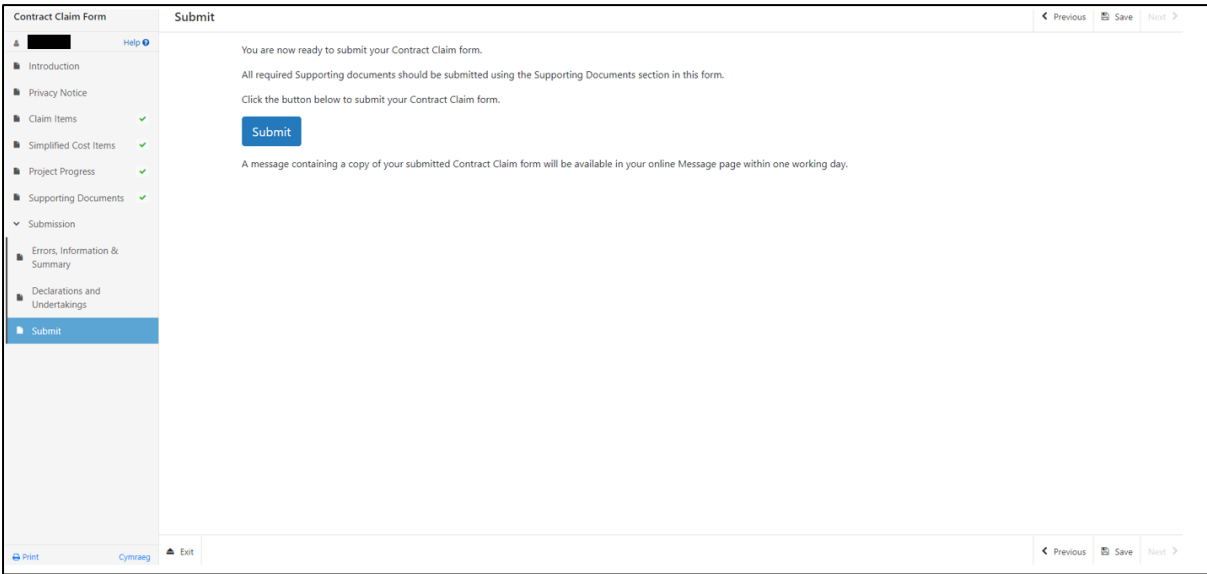 Contract Claim Form
Submit
Previous
Save
Next
Help
Introduction
Privacy Notice
Claim Items
Simplified Cost Items
Project Progress
Supporting Documents
Submission
Errors, Information &
Summary
Declarations and
Undertakings
Submit
You are now ready to submit your Contract Claim form.
All required Supporting documents should be submitted using the Supporting Documents section in this form.
Click the button below to submit your Contract Claim form.
Submit
A message containing a copy of your submitted Contract Claim form will be available in your online Message page within one working day.
Print
Cymraeg
Exit
Previous
Save
Next